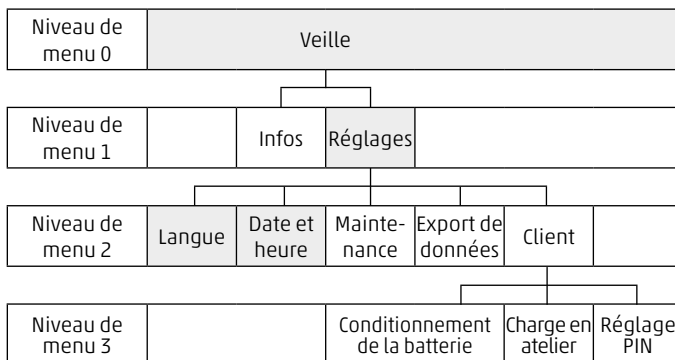 Niveau de
menu 0
Veille
Niveau de
menu 1
Infos
Réglages
Niveau de
menu 2
Langue
Date et
heure
Mainte-
nance
Export de
données
Client
Niveau de
menu 3
Conditionnement
de la batterie
Charge en
atelier
Réglage
PIN